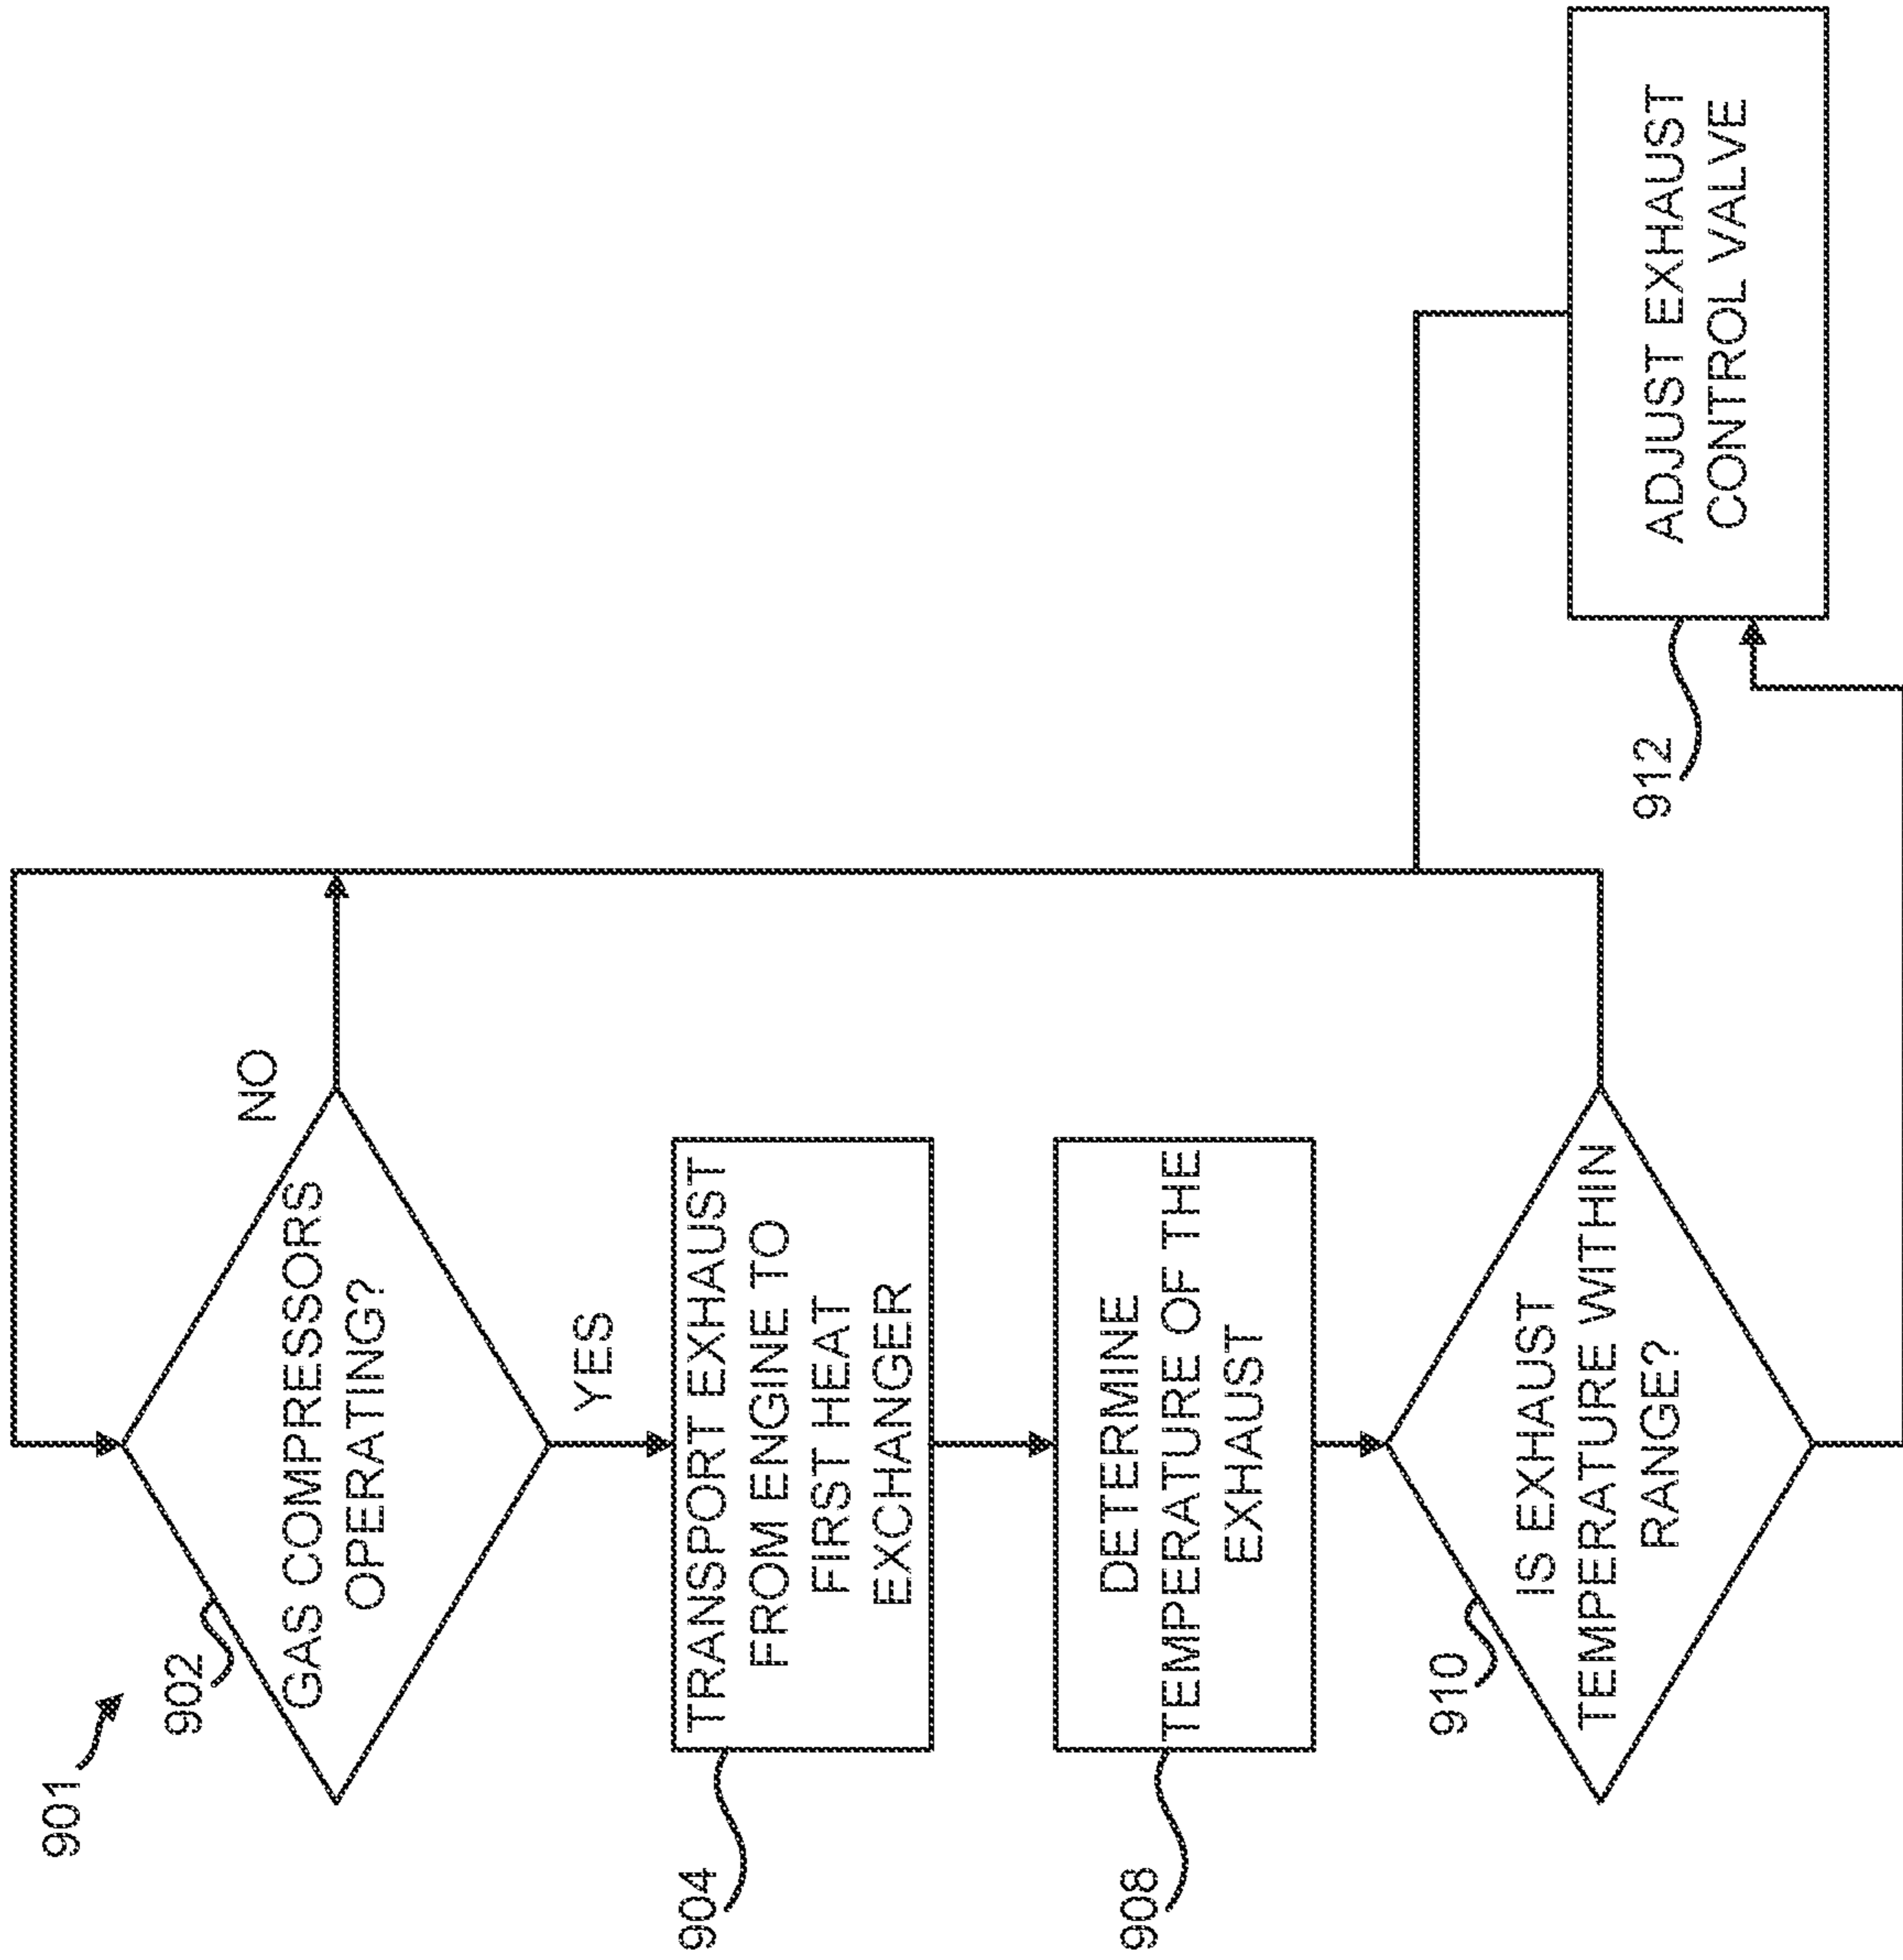 901
902
GAS COMPRESSORS
OPERATING?
NO
YES
904
TRANSPORT EXHAUST
FROM ENGINE TO
FIRST HEAT
EXCHANGER
908
DETERMINE
TEMPERATURE OF THE
EXHAUST
910
IS EXHAUST
TEMPERATURE WITHIN
RANGE?
912
ADJUST EXHAUST
CONTROL VALVE